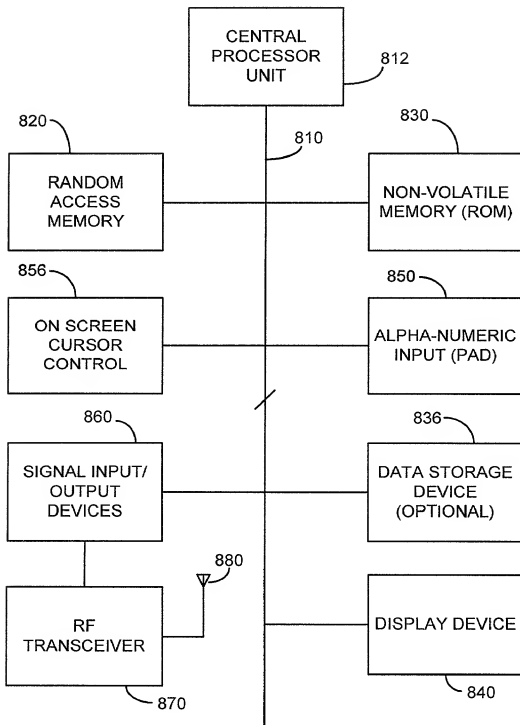 CENTRAL
PROCESSOR
UNIT
812
820
810
830
RANDOM
ACCESS
MEMORY
NON-VOLATILE
MEMORY (ROM)
856
850
ON SCREEN
CURSOR
CONTROL
ALPHA-NUMERIC
INPUT (PAD)
860
836
SIGNAL INPUT/
OUTPUT
DEVICES
DATA STORAGE
DEVICE
(OPTIONAL)
880
RF
TRANSCEIVER
DISPLAY DEVICE
870
840